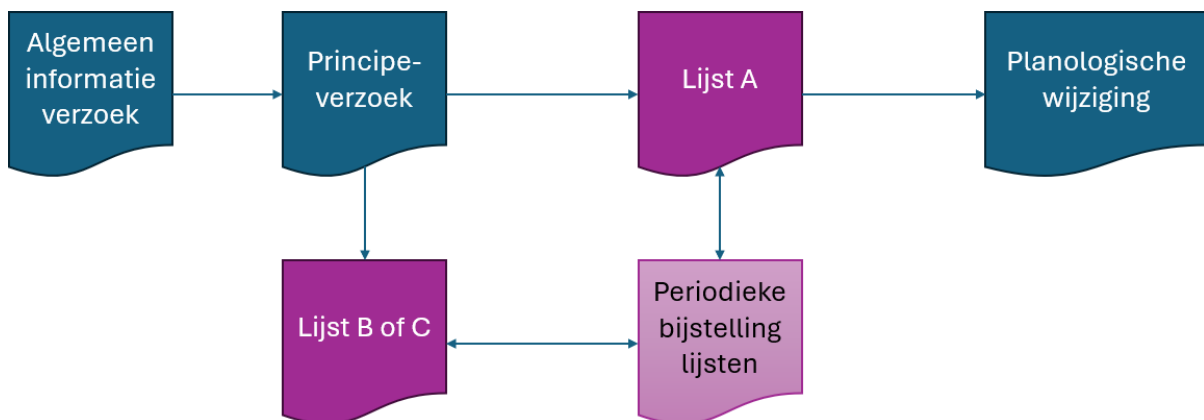 Algemeen
informatie
verzoek
Principe-
verzoek
Lijst A
Planologische
wijziging
Lijst B of C
Periodieke
bijstelling
lijsten